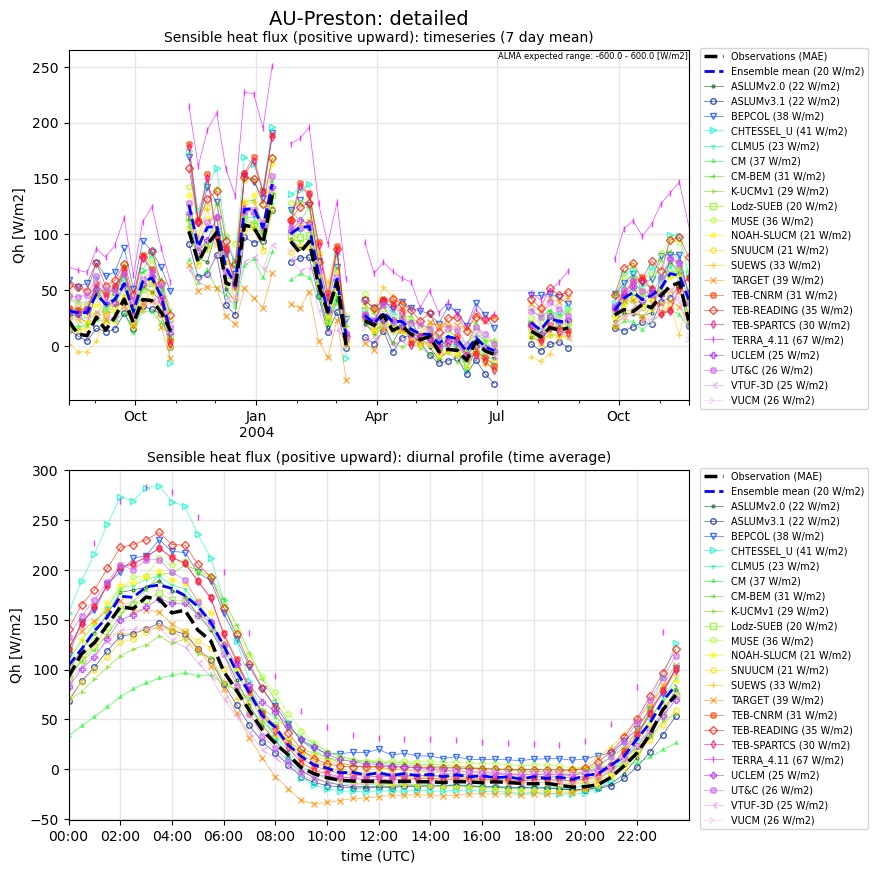 AU-Preston: detailed
Sensible heat flux (positive upward): timeseries (7 day mean)
ALMA expected range: -600.0 - 600.0 [W/m2]
Qh [W/m2]
250
200
150
100
50
0
Oct
Jan
2004
Apr
Jul
Oct
Observations (MAE)
Ensemble mean (20 W/m2)
ASLUMv2.0 (22 W/m2)
ASLUMv3.1 (22 W/m2)
BEPCOL (38 W/m2)
CHTESSEL_U (41 W/m2)
CLMU5 (23 W/m2)
CM (37 W/m2)
CM-BEM (31 W/m2)
K-UCMv1 (29 W/m2)
Lodz-SUEB (20 W/m2)
MUSE (36 W/m2)
NOAH-SLUCM (21 W/m2)
SNUUCM (21 W/m2)
SUEWS (33 W/m2)
TARGET (39 W/m2)
TEB-CNRM (31 W/m2)
TEB-READING (35 W/m2)
TEB-SPARTCS (30 W/m2)
TERRA_4.11 (67 W/m2)
UCLEM (25 W/m2)
UT&C (26 W/m2)
VTUF-3D (25 W/m2)
VUCM (26 W/m2)
Sensible heat flux (positive upward): diurnal profile (time average)
Qh [W/m2]
300
250
200
150
100
50
0
−50
00:00
02:00
04:00
06:00
08:00
10:00
12:00
14:00
16:00
18:00
20:00
22:00
time (UTC)
Observation (MAE)
Ensemble mean (20 W/m2)
ASLUMv2.0 (22 W/m2)
ASLUMv3.1 (22 W/m2)
BEPCOL (38 W/m2)
CHTESSEL_U (41 W/m2)
CLMU5 (23 W/m2)
CM (37 W/m2)
CM-BEM (31 W/m2)
K-UCMv1 (29 W/m2)
Lodz-SUEB (20 W/m2)
MUSE (36 W/m2)
NOAH-SLUCM (21 W/m2)
SNUUCM (21 W/m2)
SUEWS (33 W/m2)
TARGET (39 W/m2)
TEB-CNRM (31 W/m2)
TEB-READING (35 W/m2)
TEB-SPARTCS (30 W/m2)
TERRA_4.11 (67 W/m2)
UCLEM (25 W/m2)
UT&C (26 W/m2)
VTUF-3D (25 W/m2)
VUCM (26 W/m2)